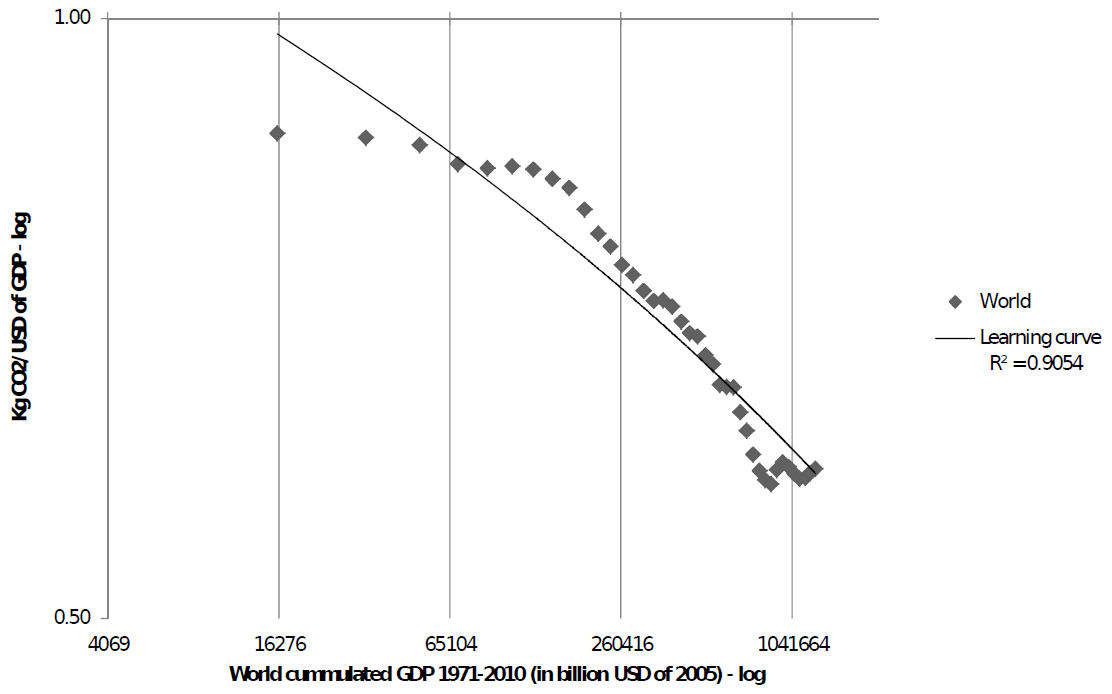 1.00
Kg CO2/ USD of GDP - log
World
Learning curve
R² = 0.9054
0.50
4069 16276 65104 260416 1041664
World cummulated GDP 1971-2010 (in billion USD of 2005) - log